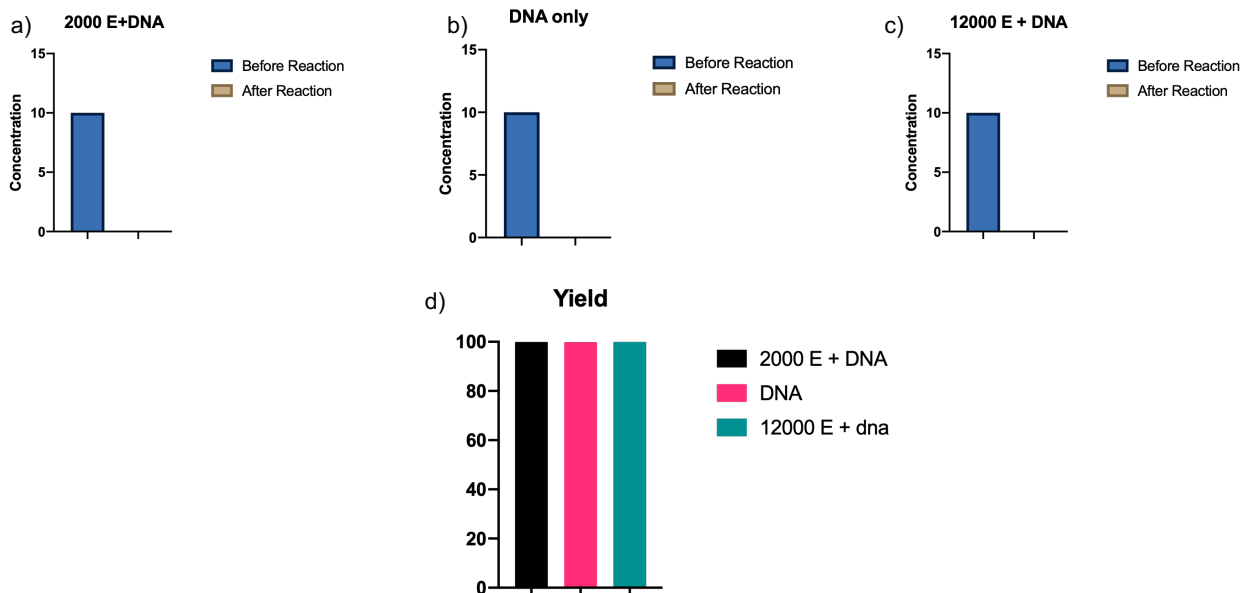 a)
2000 E+DNA
15
10
5
0
Concentration
Before Reaction
After Reaction
b)
DNA only
15
10
5
0
Concentration
Before Reaction
After Reaction
c)
12000 E + DNA
15
10
5
0
Concentration
Before Reaction
After Reaction
d)
Yield
100
80
60
40
20
0
2000 E + DNA
DNA
12000 E + dna